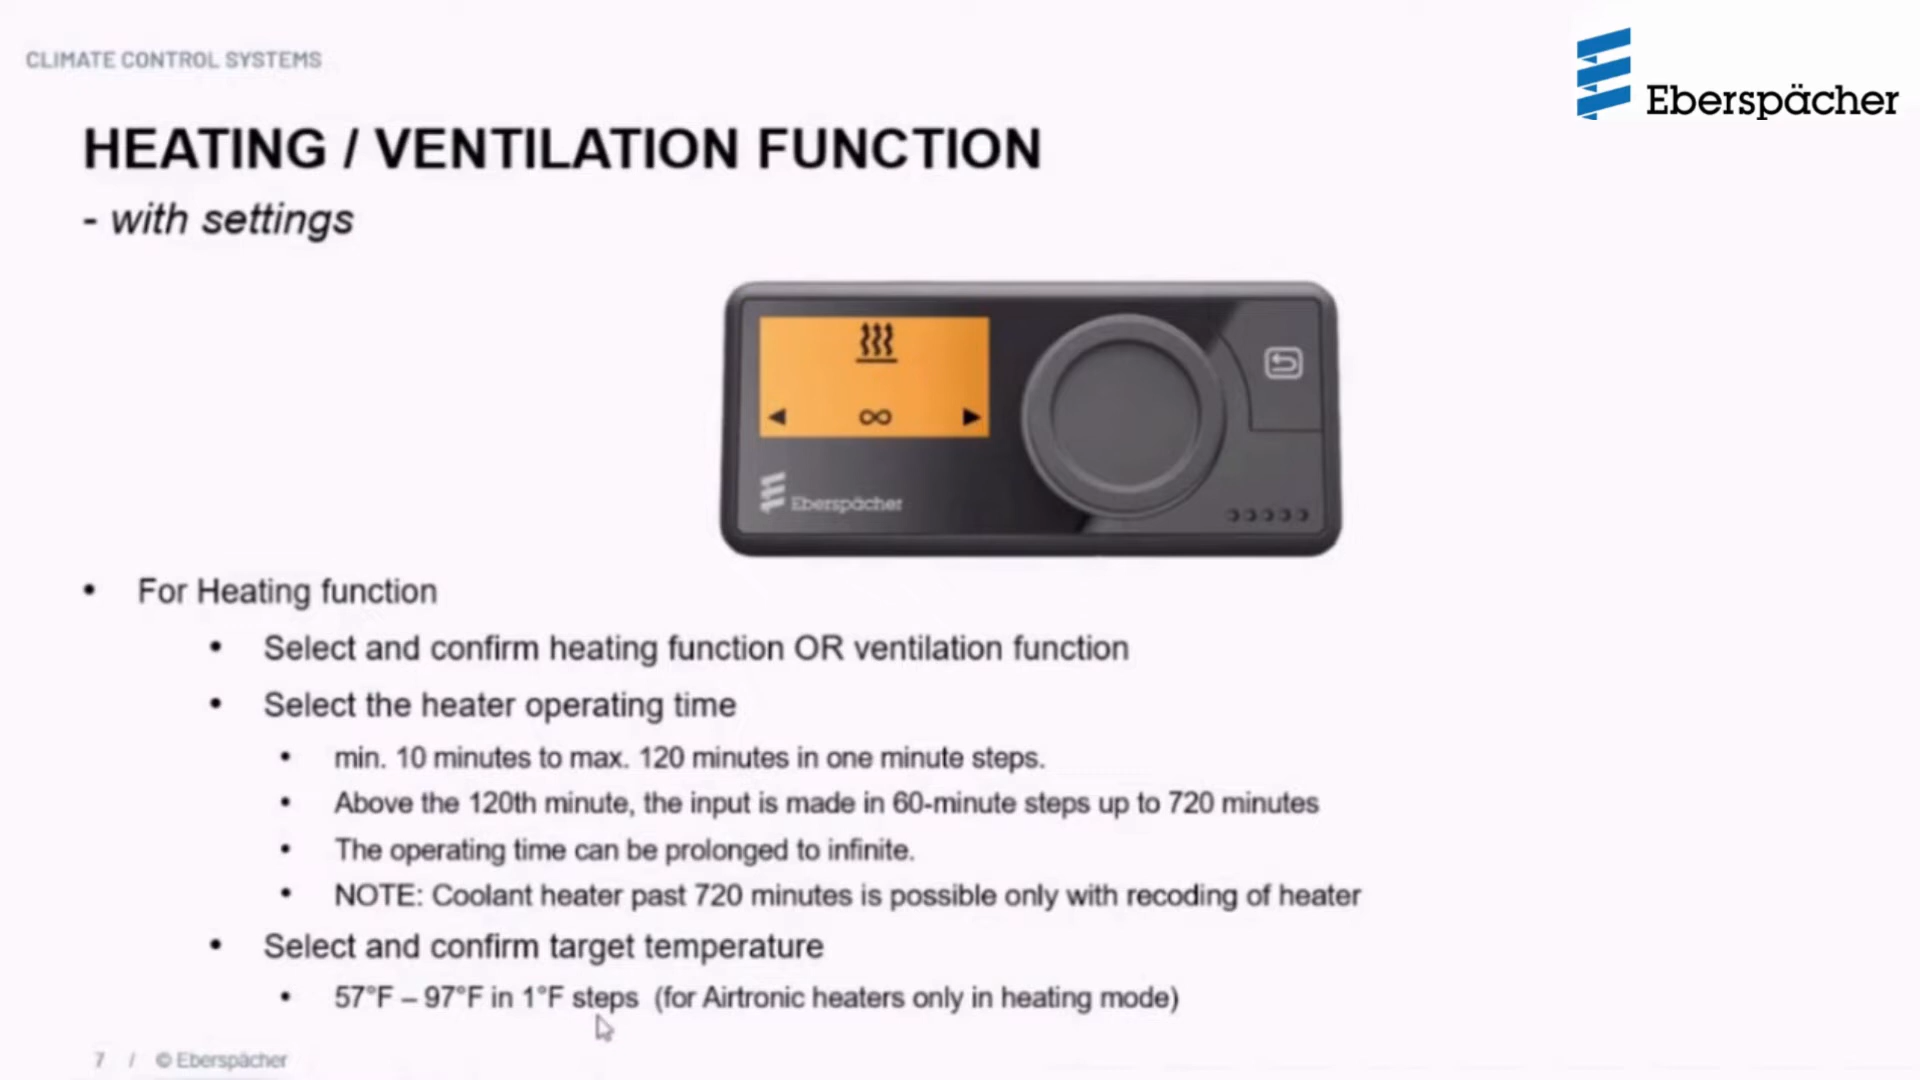 CLIMATE CONTROL SYSTEMS
Eberspächer
HEATING / VENTILATION FUNCTION
- with settings
∞
Eberspächer
• For Heating function
• Select and confirm heating function OR ventilation function
• Select the heater operating time
• min. 10 minutes to max. 120 minutes in one minute steps.
• Above the 120th minute, the input is made in 60-minute steps up to 720 minutes
• The operating time can be prolonged to infinite.
• NOTE: Coolant heater past 720 minutes is possible only with recoding of heater
• Select and confirm target temperature
• 57°F – 97°F in 1°F steps (for Airtronic heaters only in heating mode)
7 / © Eberspächer